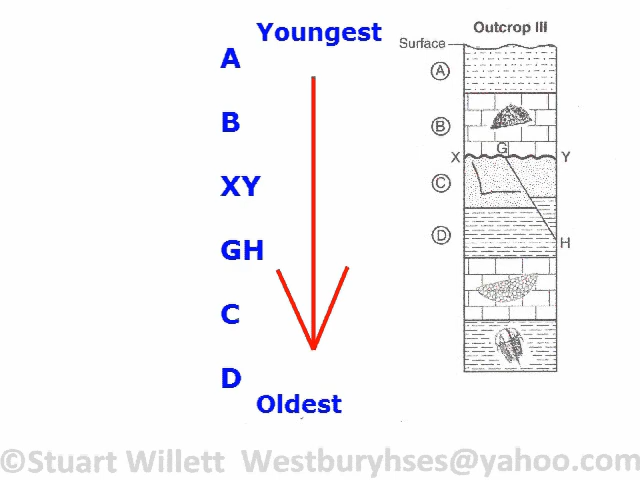 Youngest
A
B
XY
GH
C
D
Oldest
Outcrop III
Surface
A
B
G
X
Y
C
D
H
©Stuart Willett Westburyhses@yahoo.com